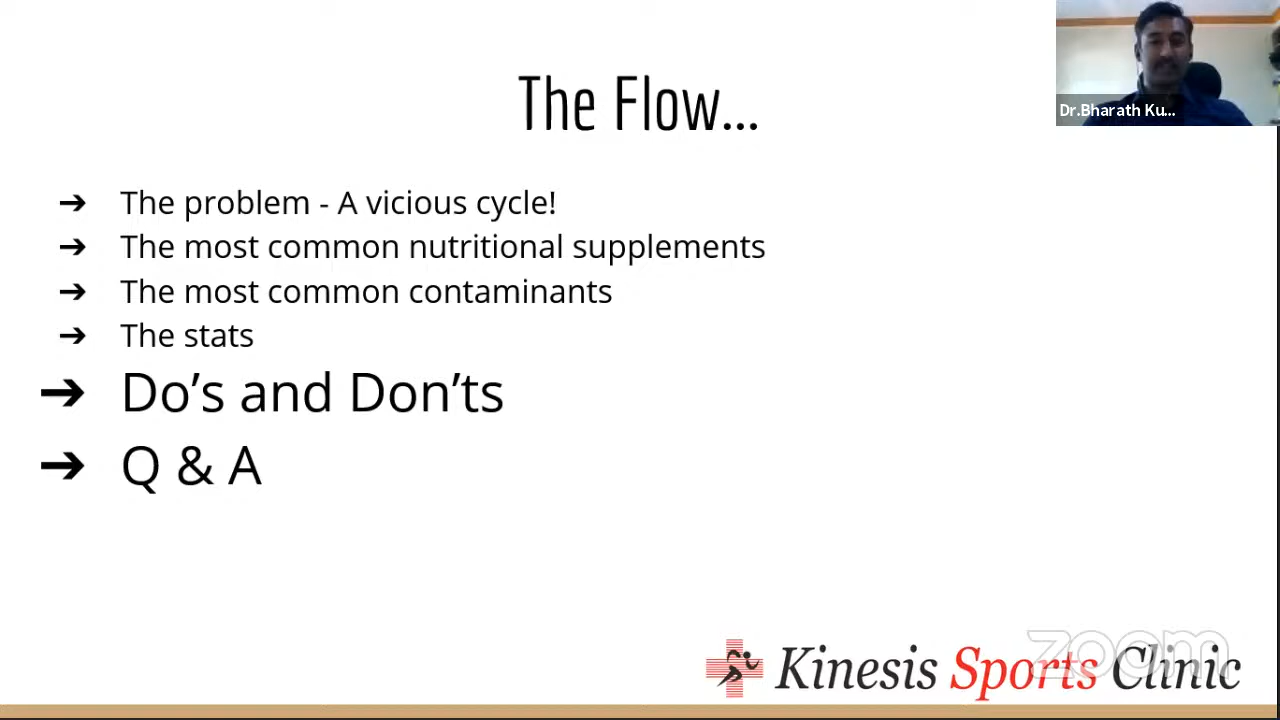 The Flow...
Dr.Bharath Ku...
➔ The problem - A vicious cycle!
➔ The most common nutritional supplements
➔ The most common contaminants
➔ The stats
➔ Do’s and Don’ts
➔ Q & A
zoom
Kinesis Sports Clinic